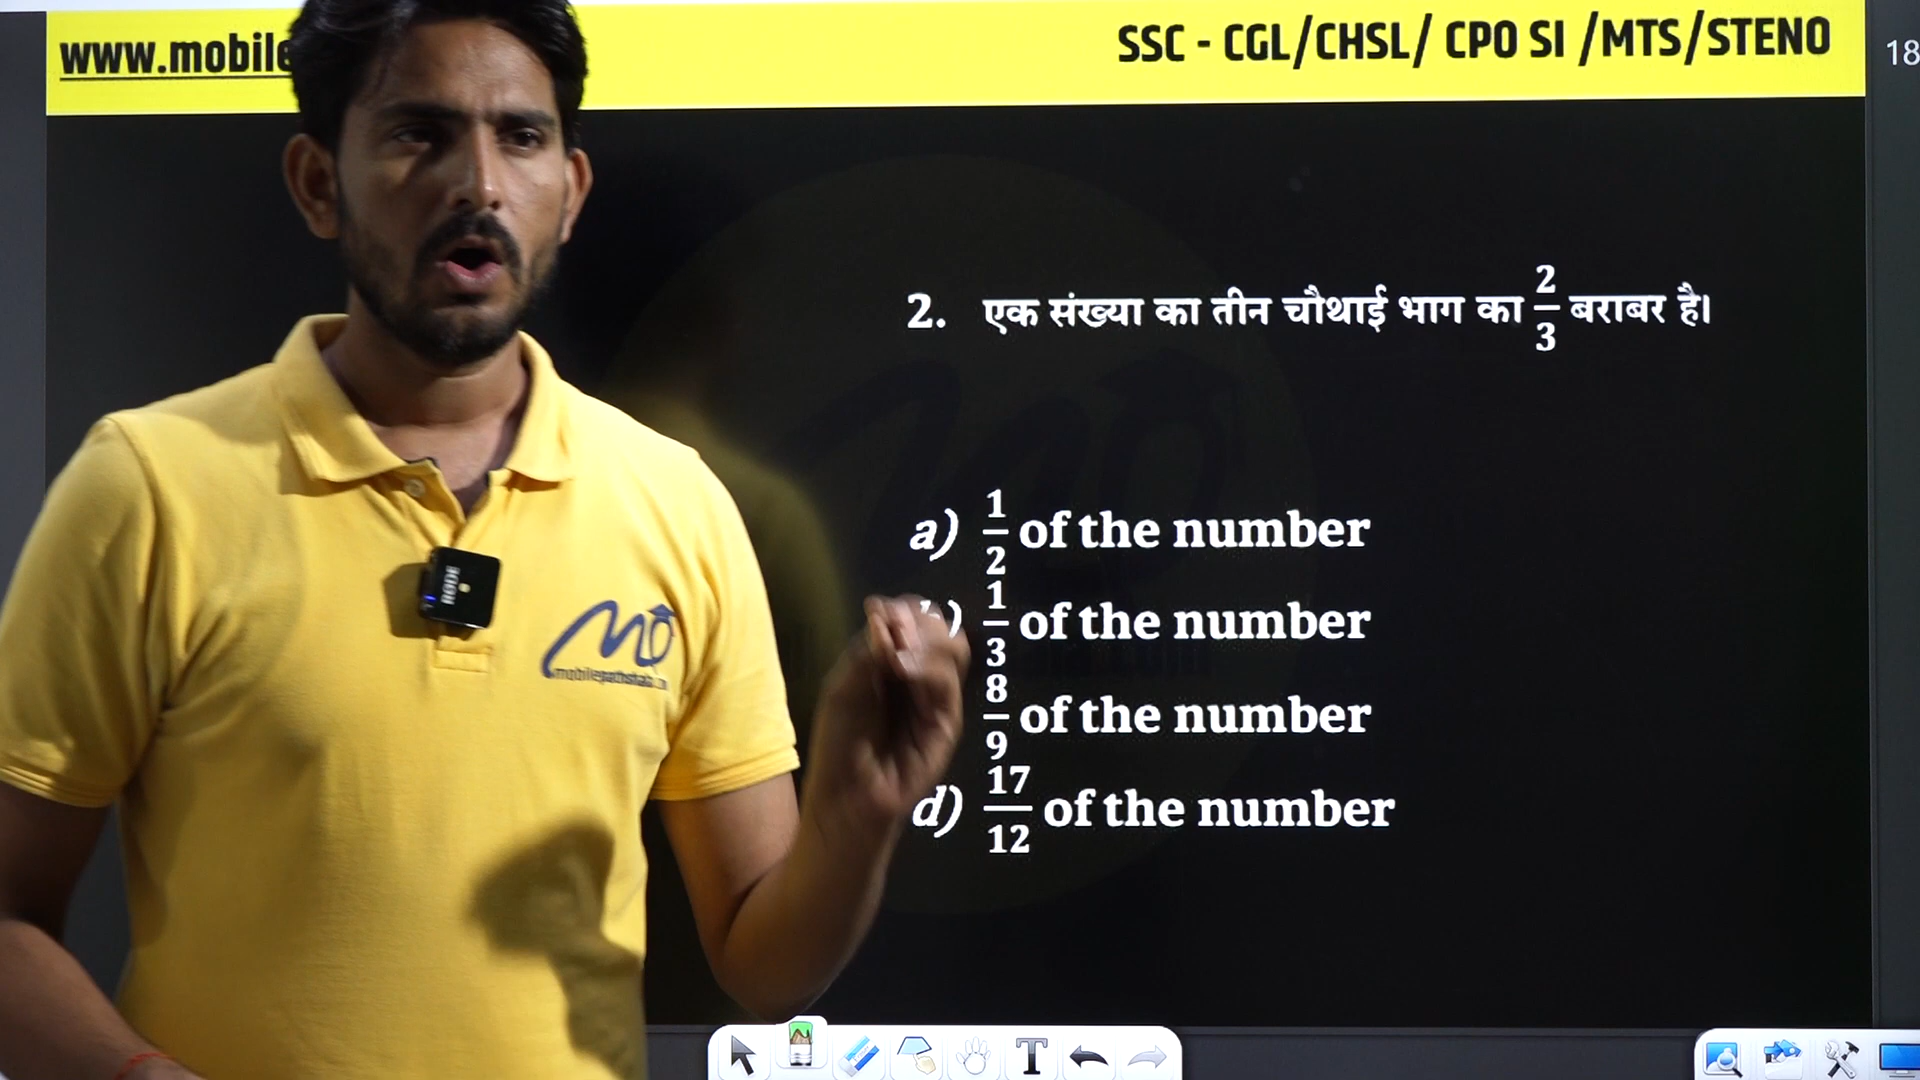 www.mobile
SSC - CGL/CHSL/ CPO SI /MTS/STENO
18
2. एक संख्या का तीन चौथाई भाग का 2/3 बराबर है।
a) 1/2 of the number
1/3 of the number
8/9 of the number
d) 17/12 of the number
RODE
T